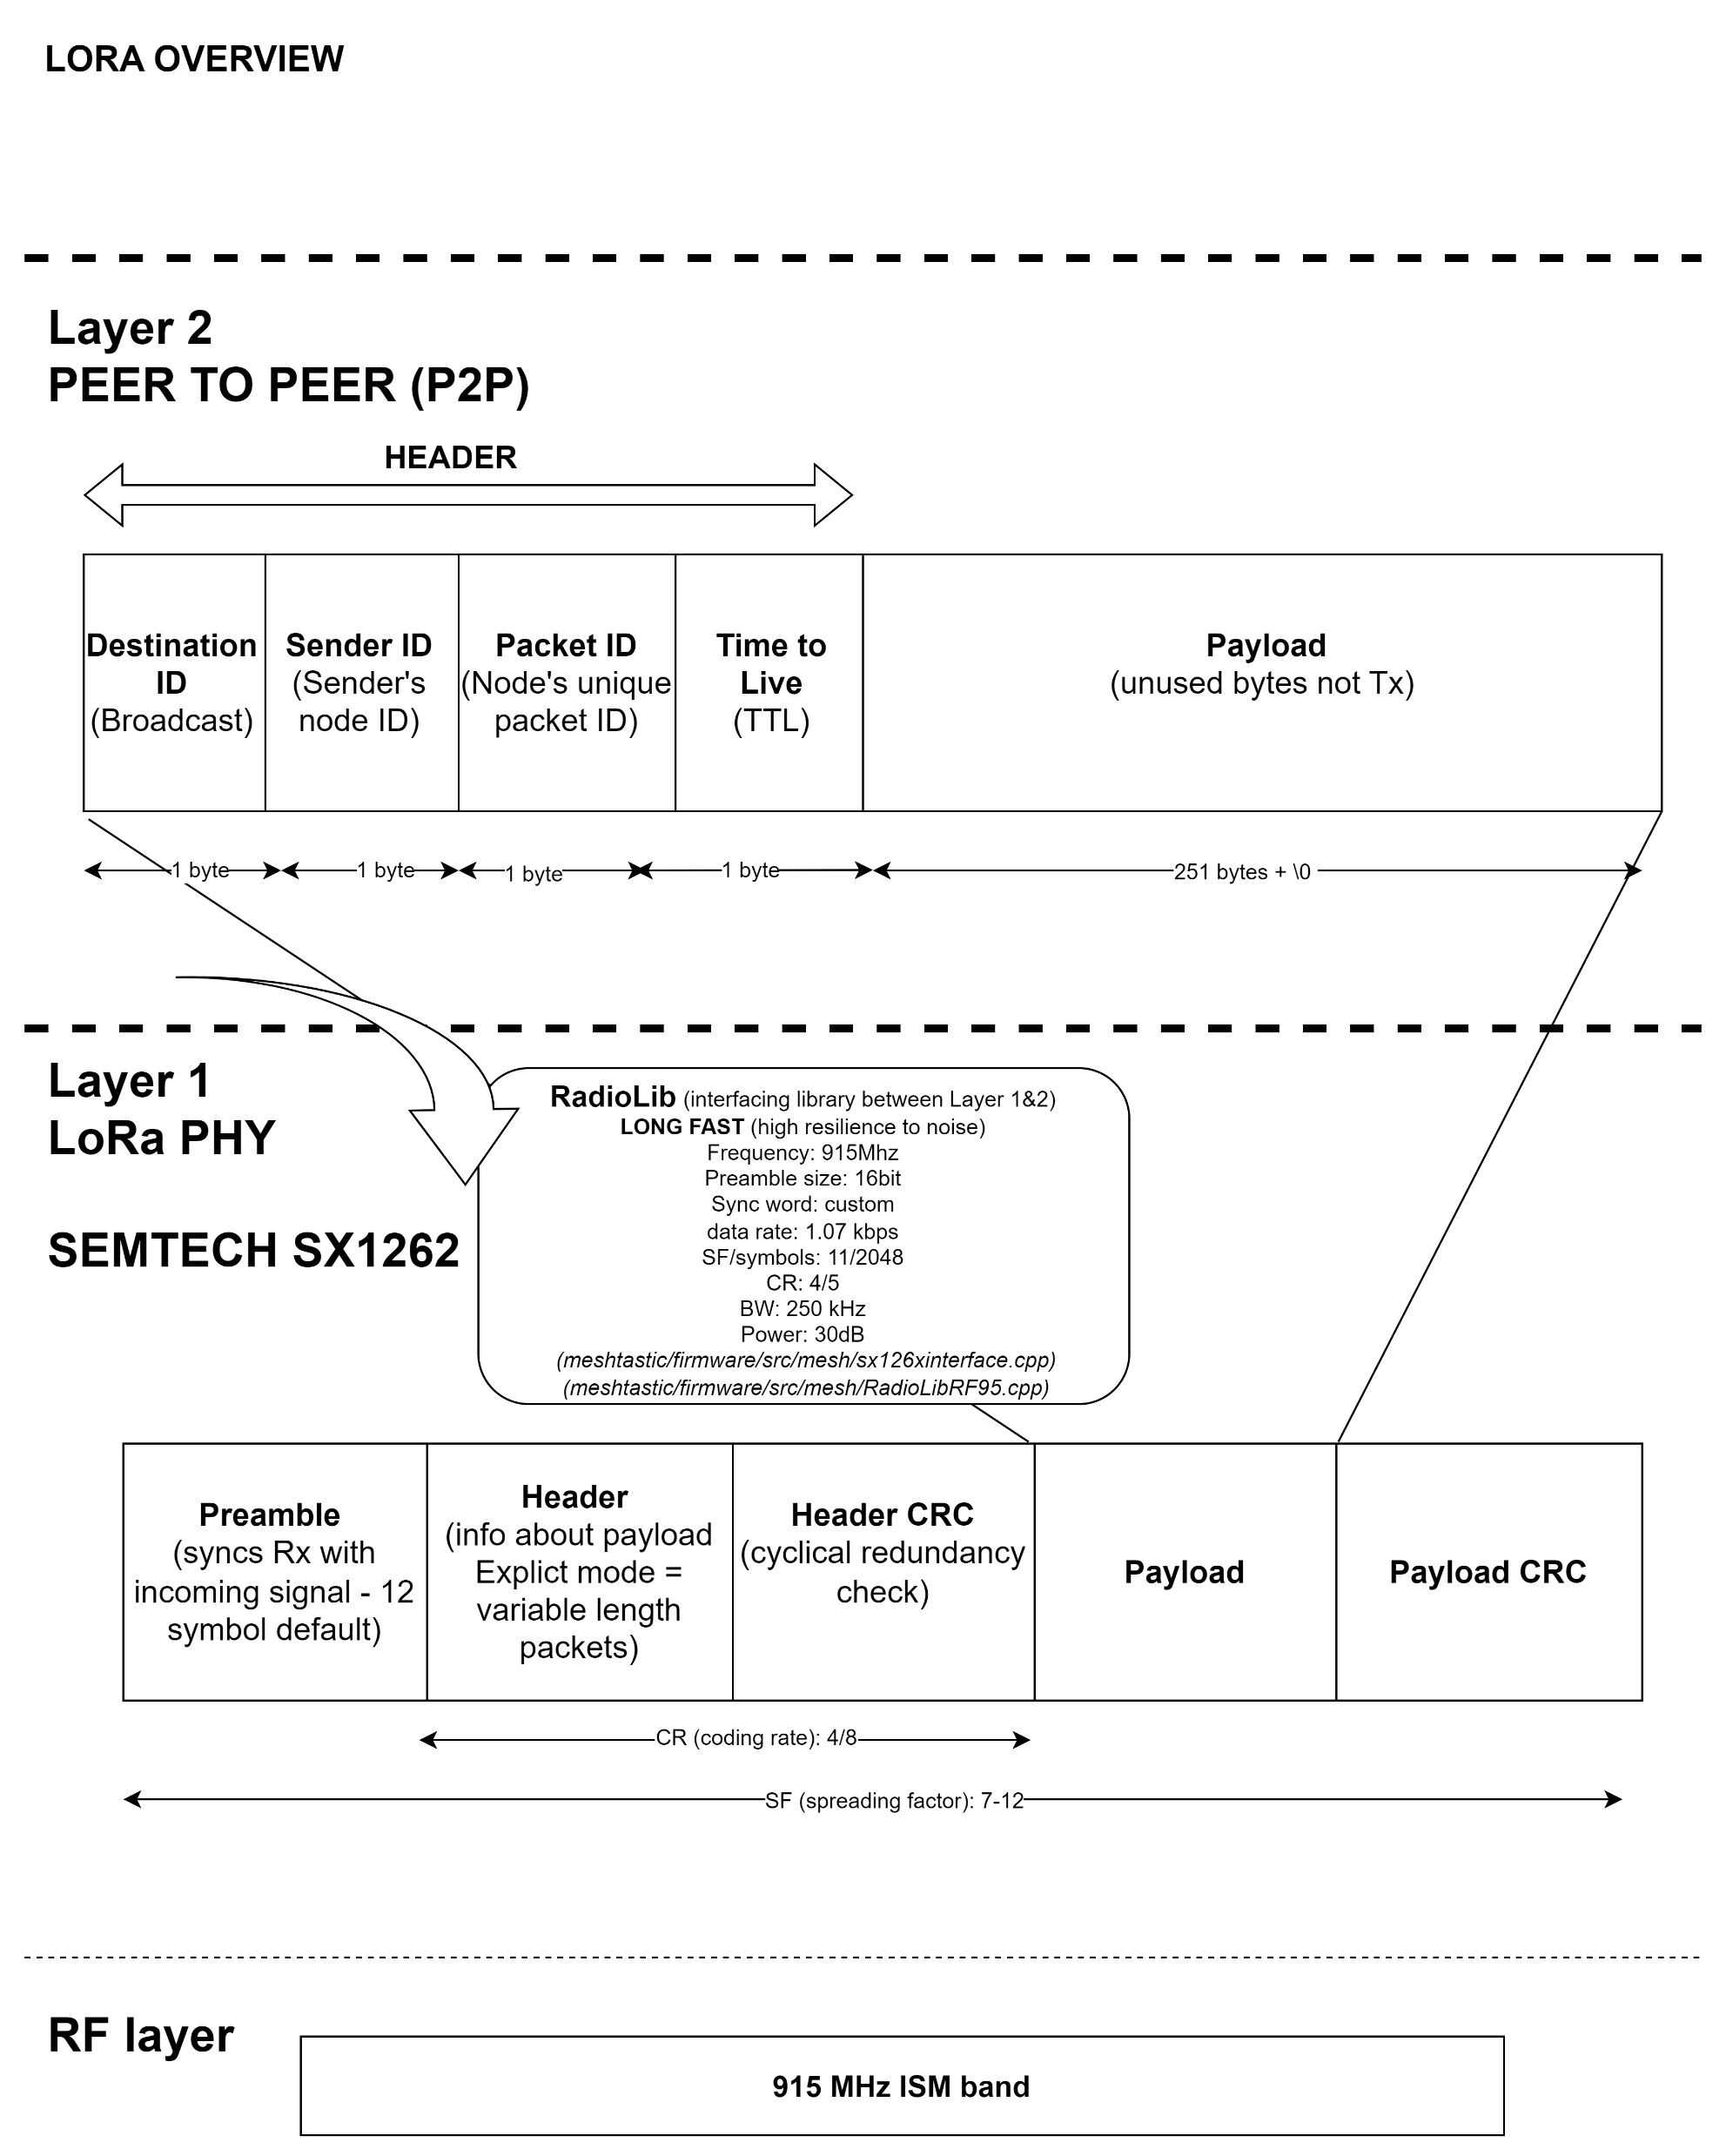 LORA OVERVIEW
Layer 2
PEER TO PEER (P2P)
HEADER
Destination
ID
(Broadcast)
Sender ID
(Sender's
node ID)
Packet ID
(Node's unique
packet ID)
Time to
Live
(TTL)
Payload
(unused bytes not Tx)
1 byte
1 byte
1 byte
1 byte
251 bytes + \0
Layer 1
LoRa PHY
SEMTECH SX1262
RadioLib (interfacing library between Layer 1&2)
LONG FAST (high resilience to noise)
Frequency: 915Mhz
Preamble size: 16bit
Sync word: custom
data rate: 1.07 kbps
SF/symbols: 11/2048
CR: 4/5
BW: 250 kHz
Power: 30dB
(meshtastic/firmware/src/mesh/sx126xinterface.cpp)
(meshtastic/firmware/src/mesh/RadioLibRF95.cpp)
Preamble
(syncs Rx with
incoming signal - 12
symbol default)
Header
(info about payload
Explict mode =
variable length
packets)
Header CRC
(cyclical redundancy
check)
Payload
Payload CRC
CR (coding rate): 4/8
SF (spreading factor): 7-12
RF layer
915 MHz ISM band